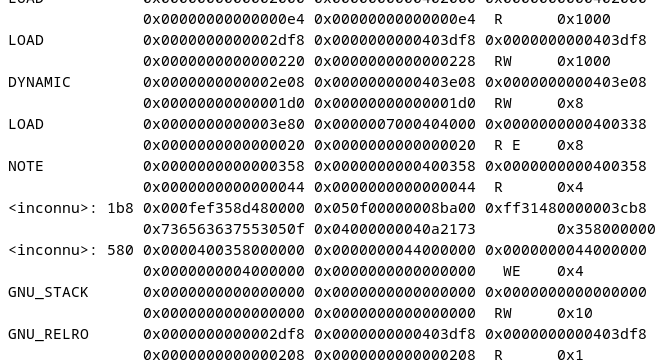 0x00000000000000e4 0x00000000000000e4 R 0x1000
LOAD 0x0000000000002df8 0x0000000000403df8 0x0000000000403df8
0x0000000000000220 0x0000000000000228 RW 0x1000
DYNAMIC 0x0000000000002e08 0x0000000000403e08 0x0000000000403e08
0x00000000000001d0 0x00000000000001d0 RW 0x8
LOAD 0x0000000000003e80 0x0000007000404000 0x0000000000400338
0x0000000000000020 0x0000000000000020 R E 0x8
NOTE 0x0000000000000358 0x0000000000400358 0x0000000000400358
0x0000000000000044 0x0000000000000044 R 0x4
<inconnu>: 1b8 0x000fef358d480000 0x050f00000008ba00 0xff31480000003cb8
0x736563637553050f 0x04000000040a2173 0x358000000
<inconnu>: 580 0x0000400358000000 0x0000000044000000 0x0000000044000000
0x0000000004000000 0x0000000000000000 WE 0x4
GNU_STACK 0x0000000000000000 0x0000000000000000 0x0000000000000000
0x0000000000000000 0x0000000000000000 RW 0x10
GNU_RELRO 0x0000000000002df8 0x0000000000403df8 0x0000000000403df8
0x0000000000000208 0x0000000000000208 R 0x1